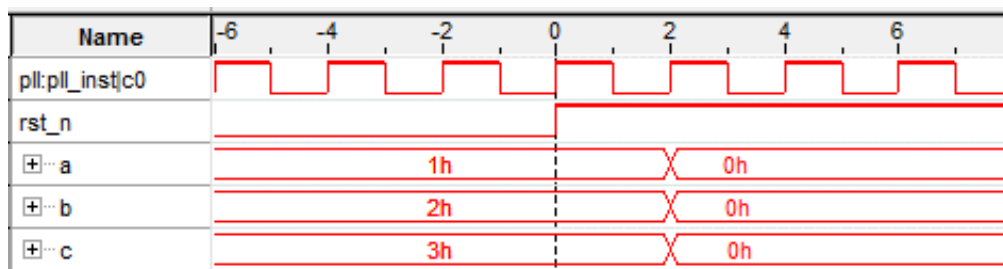 Name -6 -4 -2 0 2 4 6
pll:pll_inst|c0
rst_n
a 1h 0h
b 2h 0h
c 3h 0h